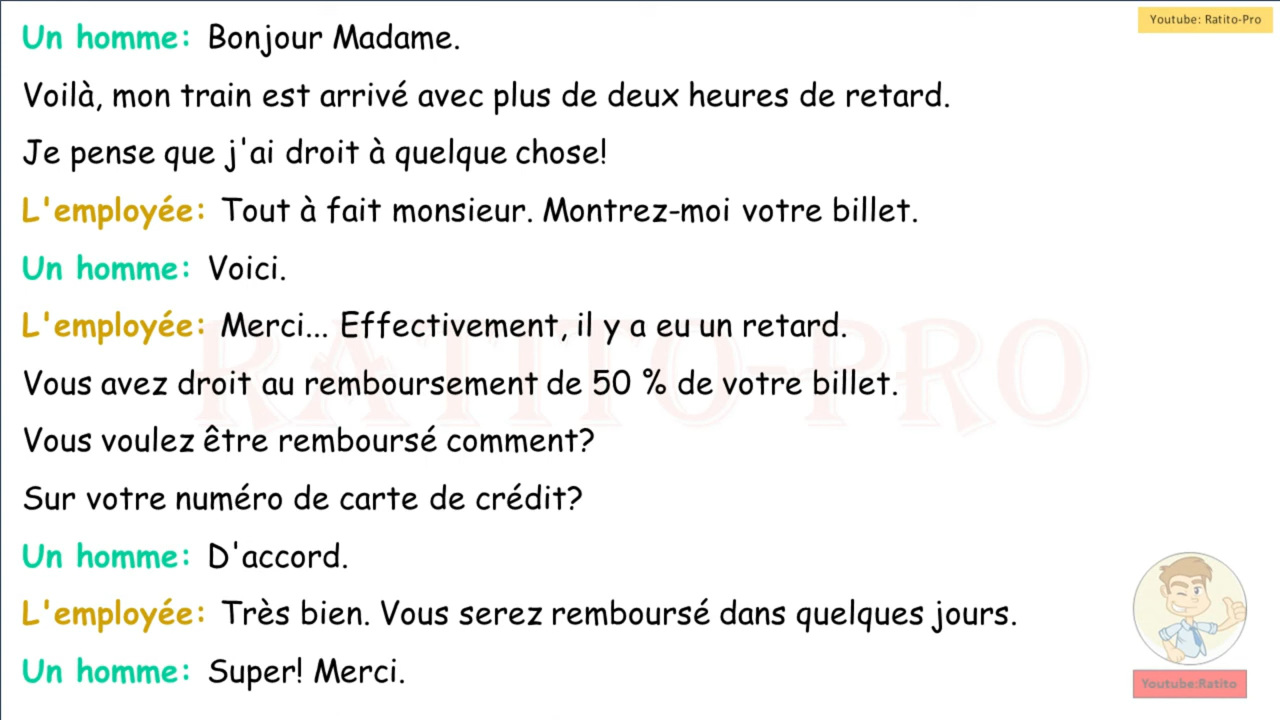 Youtube: Ratito-Pro
Un homme: Bonjour Madame.
Voilà, mon train est arrivé avec plus de deux heures de retard.
Je pense que j'ai droit à quelque chose!
L'employée: Tout à fait monsieur. Montrez-moi votre billet.
Un homme: Voici.
L'employée: Merci... Effectivement, il y a eu un retard.
RATITO-PRO
Vous avez droit au remboursement de 50 % de votre billet.
Vous voulez être remboursé comment?
Sur votre numéro de carte de crédit?
Un homme: D'accord.
L'employée: Très bien. Vous serez remboursé dans quelques jours.
Un homme: Super! Merci.
Youtube:Ratito